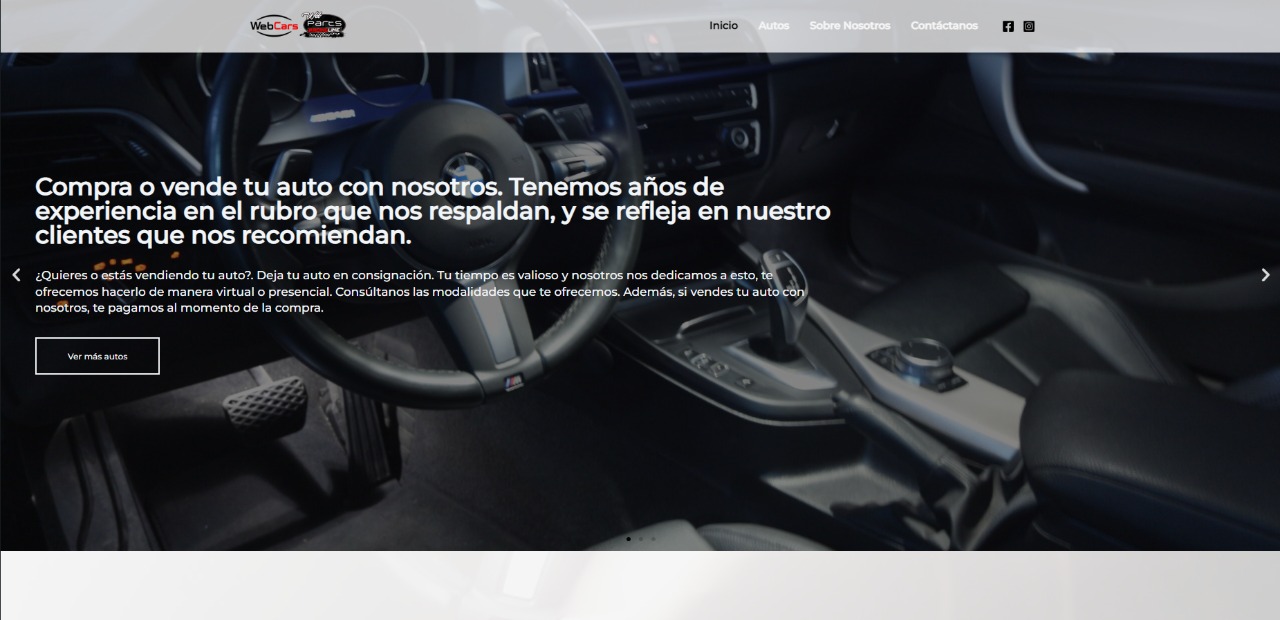 WebCars
Parts
Inicio
Autos
Sobre Nosotros
Contáctanos
Compra o vende tu auto con nosotros. Tenemos años de
experiencia en el rubro que nos respaldan, y se refleja en nuestro
clientes que nos recomiendan.
¿Quieres o estás vendiendo tu auto?. Deja tu auto en consignación. Tu tiempo es valioso y nosotros nos dedicamos a esto, te
ofrecemos hacerlo de manera virtual o presencial. Consúltanos las modalidades que te ofrecemos. Además, si vendes tu auto con
nosotros, te pagamos al momento de la compra.
Ver más autos